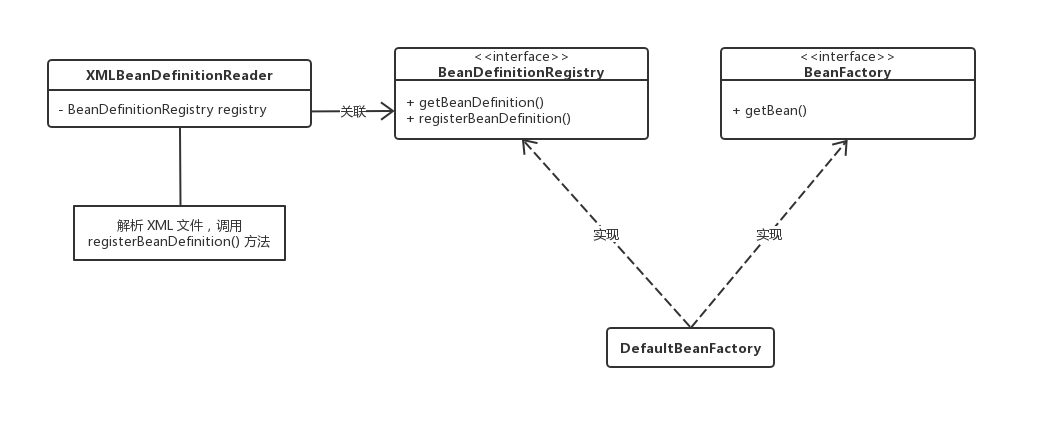 XMLBeanDefinitionReader
- BeanDefinitionRegistry registry
解析 XML 文件，调用
registerBeanDefinition() 方法
关联
<<interface>>
BeanDefinitionRegistry
+ getBeanDefinition()
+ registerBeanDefinition()
<<interface>>
BeanFactory
+ getBean()
实现
实现
DefaultBeanFactory